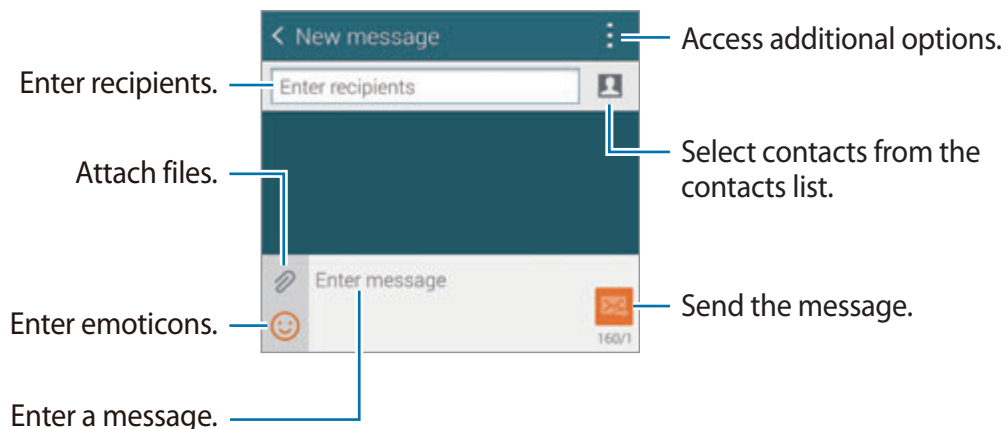 New message
Access additional options.
Enter recipients.
Enter recipients
Select contacts from the
contacts list.
Attach files.
Enter message
Send the message.
Enter emoticons.
160/1
Enter a message.